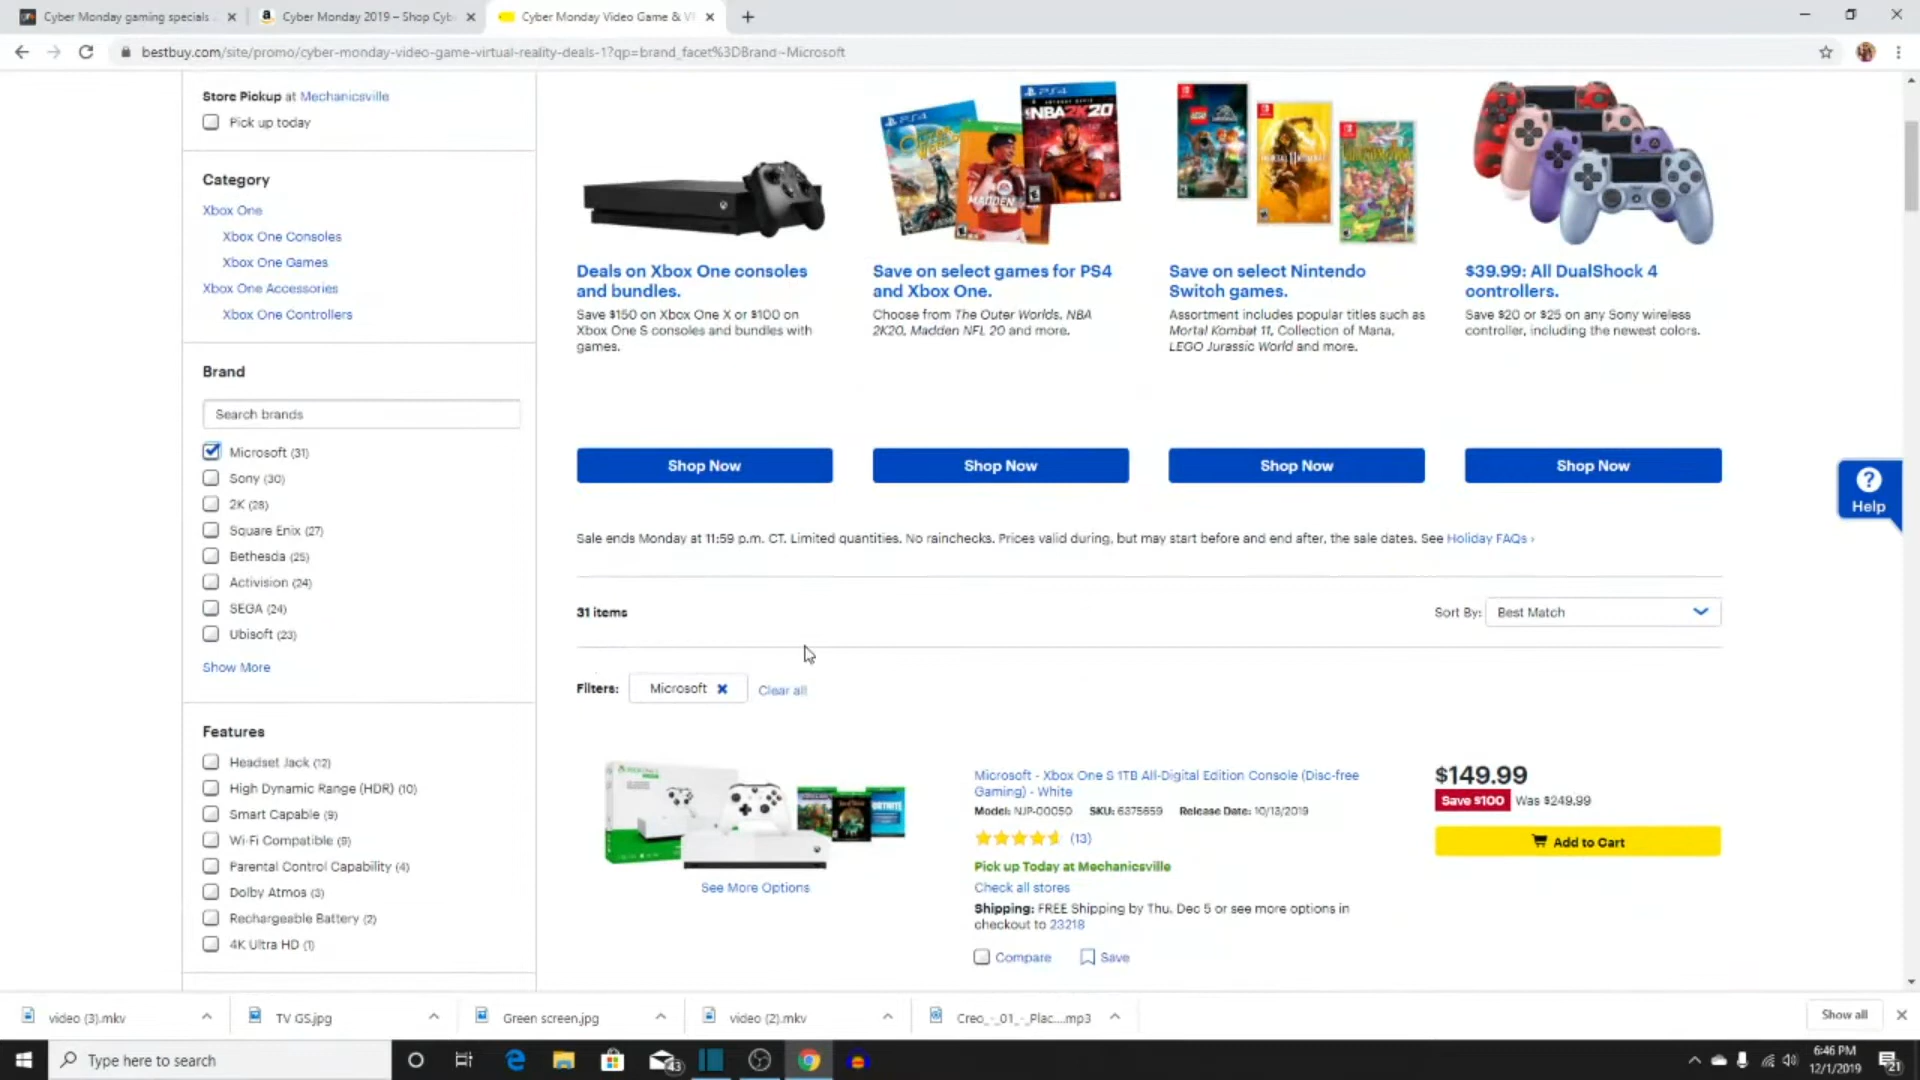 Cyber Monday gaming specials
Cyber Monday 2019 – Shop Cyb
Cyber Monday Video Game & V
bestbuy.com/site/promo/cyber-monday-video-game-virtual-reality-deals-1?qp=brand_facet%3DBrand~Microsoft
Store Pickup at Mechanicsville
Pick up today
Category
Xbox One
Xbox One Consoles
Xbox One Games
Xbox One Accessories
Xbox One Controllers
Brand
Search brands
Microsoft (31)
Sony (30)
2K (28)
Square Enix (27)
Bethesda (25)
Activision (24)
SEGA (24)
Ubisoft (23)
Show More
Features
Headset Jack (12)
High Dynamic Range (HDR) (10)
Smart Capable (9)
Wi-Fi Compatible (9)
Parental Control Capability (4)
Dolby Atmos (3)
Rechargeable Battery (2)
4K Ultra HD (1)
PS4
MADDEN
PS4
NBA2K20
Deals on Xbox One consoles
and bundles.
Save $150 on Xbox One X or $100 on
Xbox One S consoles and bundles with
games.
Shop Now
Save on select games for PS4
and Xbox One.
Choose from The Outer Worlds, NBA
2K20, Madden NFL 20 and more.
Shop Now
Save on select Nintendo
Switch games.
Assortment includes popular titles such as
Mortal Kombat 11, Collection of Mana,
LEGO Jurassic World and more.
Shop Now
$39.99: All DualShock 4
controllers.
Save $20 or $25 on any Sony wireless
controller, including the newest colors.
Shop Now
Help
Sale ends Monday at 11:59 p.m. CT. Limited quantities. No rainchecks. Prices valid during, but may start before and end after, the sale dates. See Holiday FAQs ›
31 items
Sort By: Best Match
Filters: Microsoft Clear all
FORTNITE
See More Options
Microsoft - Xbox One S 1TB All-Digital Edition Console (Disc-free
Gaming) - White
Model: NJP-00050 SKU: 6375659 Release Date: 10/13/2019
(13)
Pick up Today at Mechanicsville
Check all stores
Shipping: FREE Shipping by Thu, Dec 5 or see more options in
checkout to 23218
Compare Save
$149.99
Save $100 Was $249.99
Add to Cart
video (3).mkv
TV GS.jpg
Green screen.jpg
video (2).mkv
Creo_-_01_-_Plac....mp3
Show all
Type here to search
43
6:46 PM
12/1/2019
21